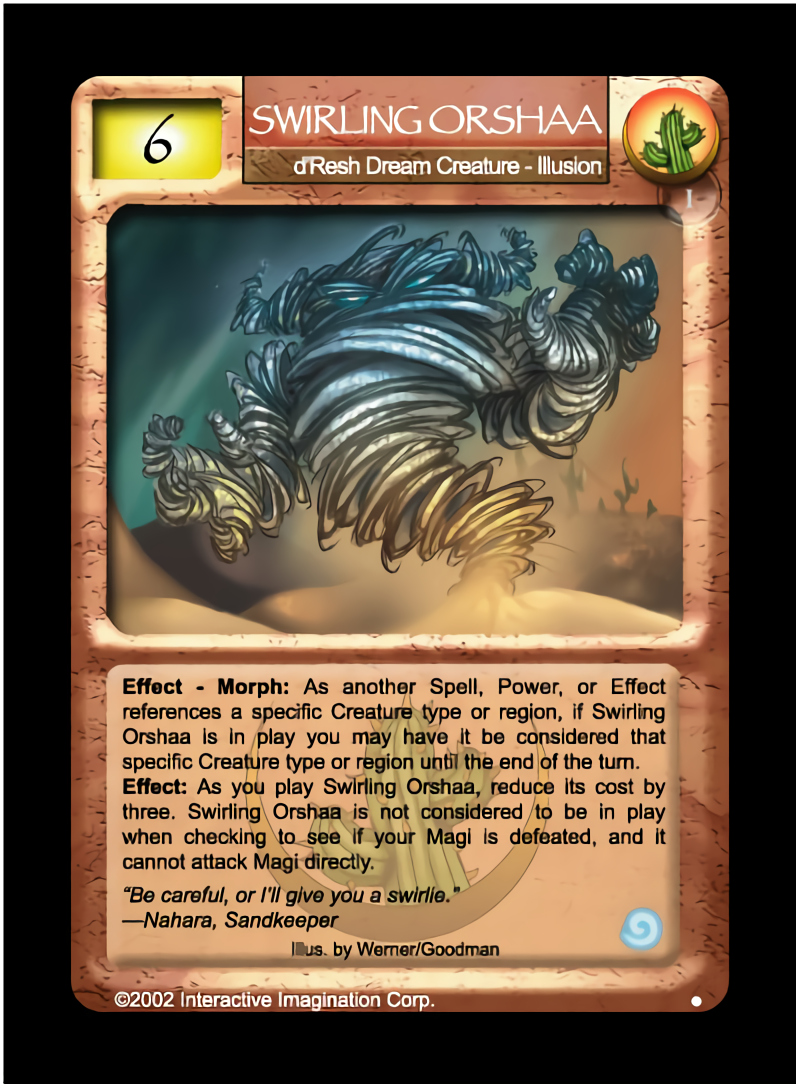 6
SWIRLING ORSHAA
d'Resh Dream Creature - Illusion
I
Effect - Morph: As another Spell, Power, or Effect
references a specific Creature type or region, if Swirling
Orshaa is in play you may have it be considered that
specific Creature type or region until the end of the turn.
Effect: As you play Swirling Orshaa, reduce its cost by
three. Swirling Orshaa is not considered to be in play
when checking to see if your Magi is defeated, and it
cannot attack Magi directly.
"Be careful, or I'll give you a swirlie."
—Nahara, Sandkeeper
Illus. by Werner/Goodman
©2002 Interactive Imagination Corp.